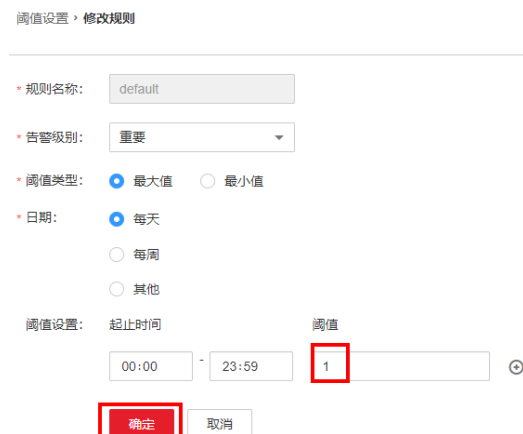 阈值设置 › 修改规则
* 规则名称: default
* 告警级别: 重要
* 阈值类型: 最大值 最小值
* 日期: 每天
每周
其他
阈值设置: 起止时间 阈值
00:00 - 23:59 1
确定 取消